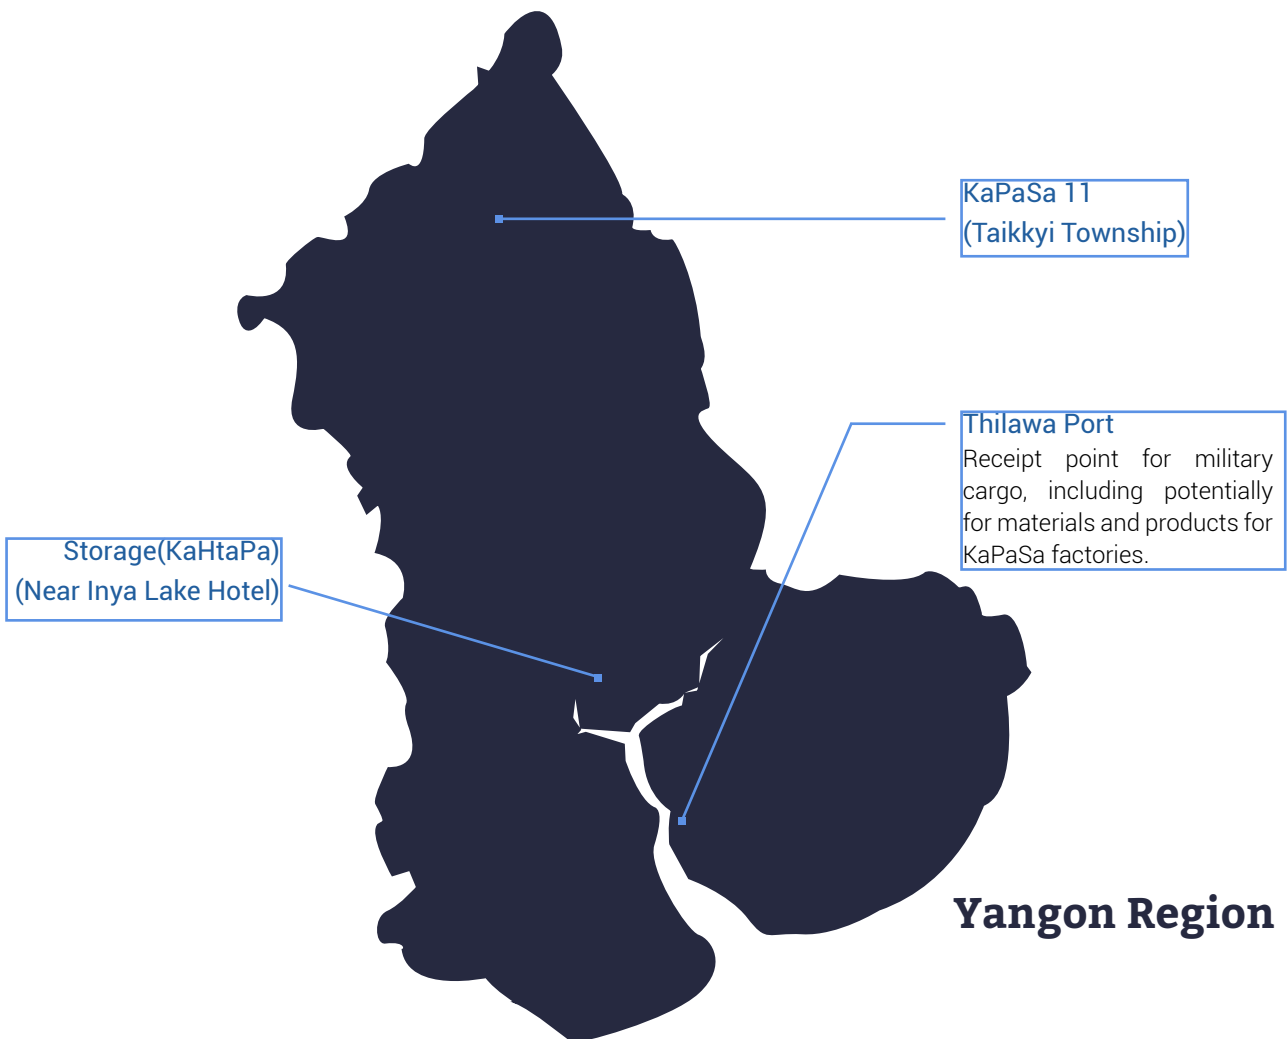 KaPaSa 11
(Taikkyi Township)
Thilawa Port
Receipt point for military
cargo, including potentially
for materials and products for
KaPaSa factories.
Storage(KaHtaPa)
(Near Inya Lake Hotel)
Yangon Region